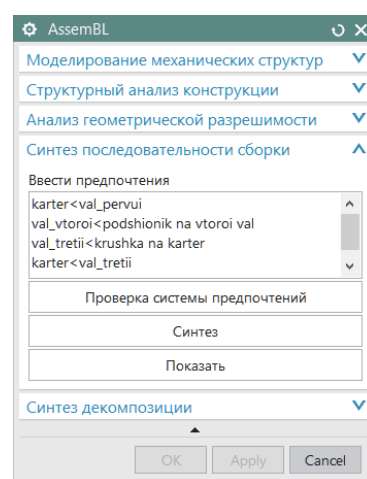 AssemBL
Моделирование механических структур
Структурный анализ конструкции
Анализ геометрической разрешимости
Синтез последовательности сборки
Ввести предпочтения
karter<val_pervui
val_vtoroi<podshionik na vtoroi val
val_tretii<krushka na karter
karter<val_tretii
Проверка системы предпочтений
Синтез
Показать
Синтез декомпозиции
OK Apply Cancel